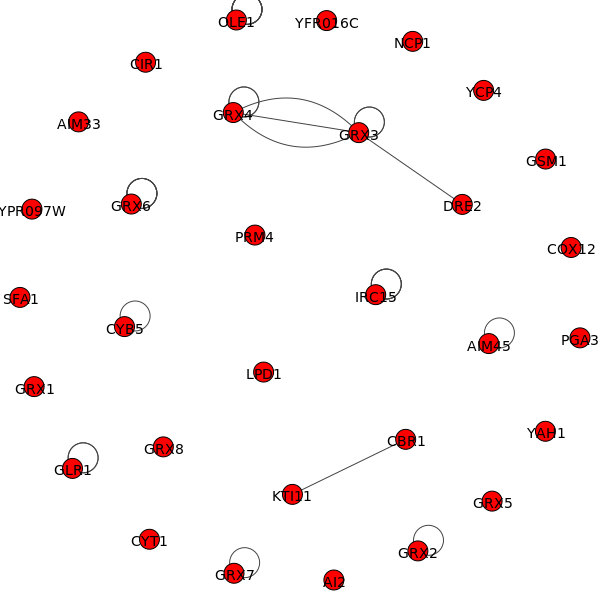 OLE1
YFR016C
NCP1
CIR1
YCP4
GRX4
AIM33
GRX3
GSM1
GRX6
DRE2
YPR097W
PRM4
COX12
SFA1
IRC15
CYB5
AIM45
PGA3
LPD1
GRX1
YAH1
CBR1
GRX8
GLR1
KTI11
GRX5
CYT1
GRX2
GRX7
AI2